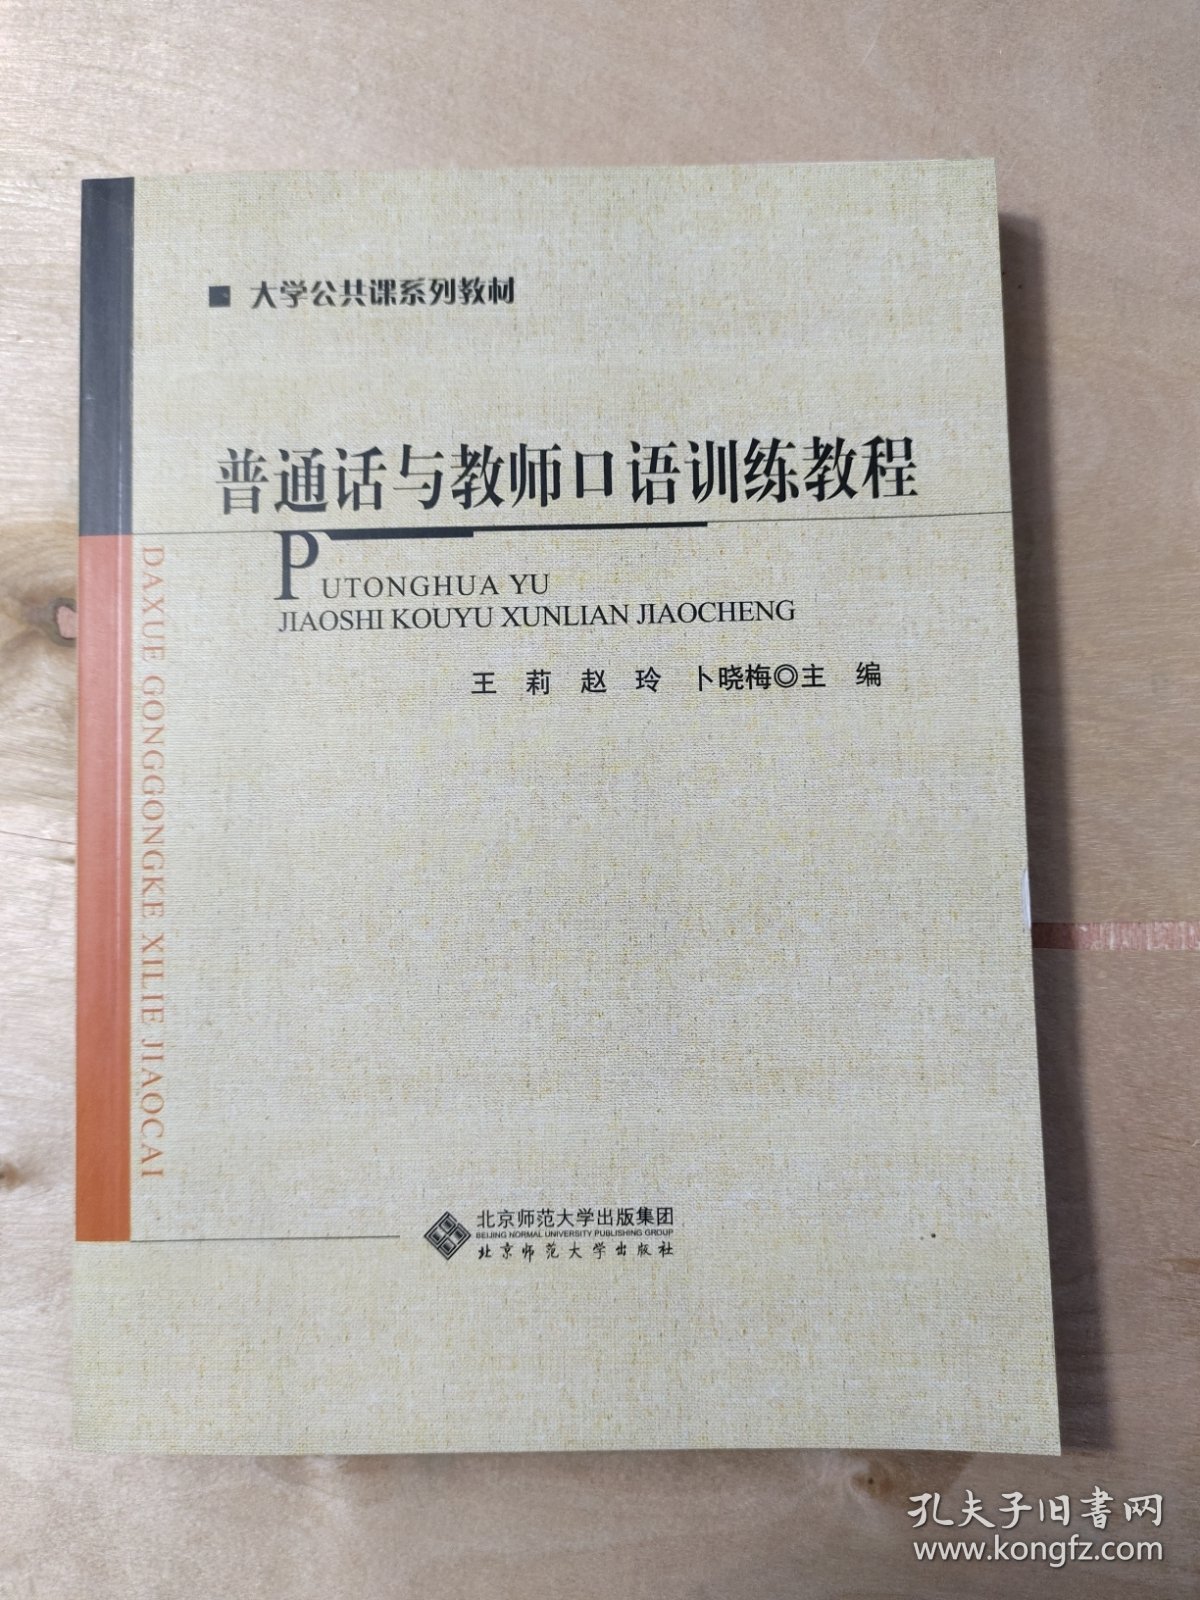 ■ 大学公共课系列教材
普通话与教师口语训练教程
PUTONGHUA YU
JIAOSHI KOUYU XUNLIAN JIAOCHENG
王 莉 赵 玲 卜晓梅◎主 编
DAXUE GONGGONGKE XILIE JIAOCAI
北京师范大学出版集团
BEIJING NORMAL UNIVERSITY PUBLISHING GROUP
北京师范大学出版社
孔夫子旧书网
www.kongfz.com